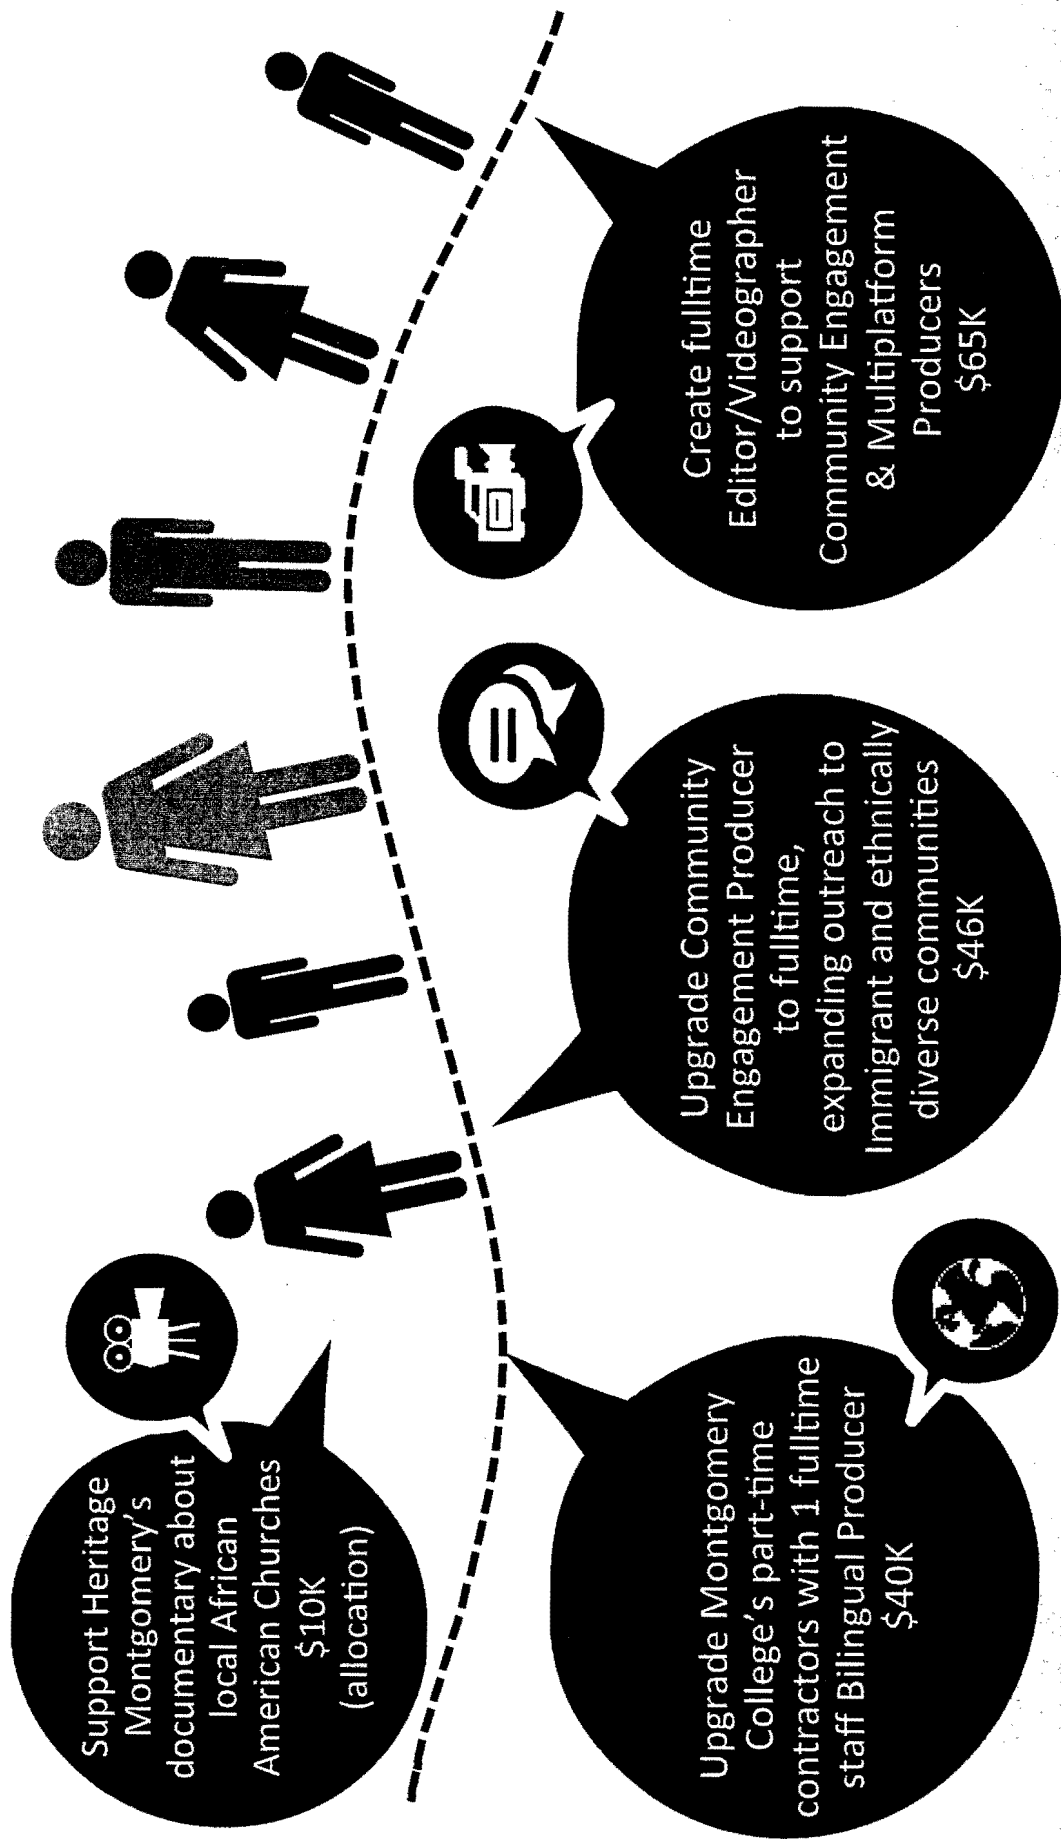 Support Heritage
Montgomery's
documentary about
local African
American Churches
$10K
(allocation)
Upgrade Montgomery
College's part-time
contractors with 1 fulltime
staff Bilingual Producer
$40K
Upgrade Community
Engagement Producer
to fulltime,
expanding outreach to
Immigrant and ethnically
diverse communities
$46K
Create fulltime
Editor/Videographer
to support
Community Engagement
& Multiplatform
Producers
$65K